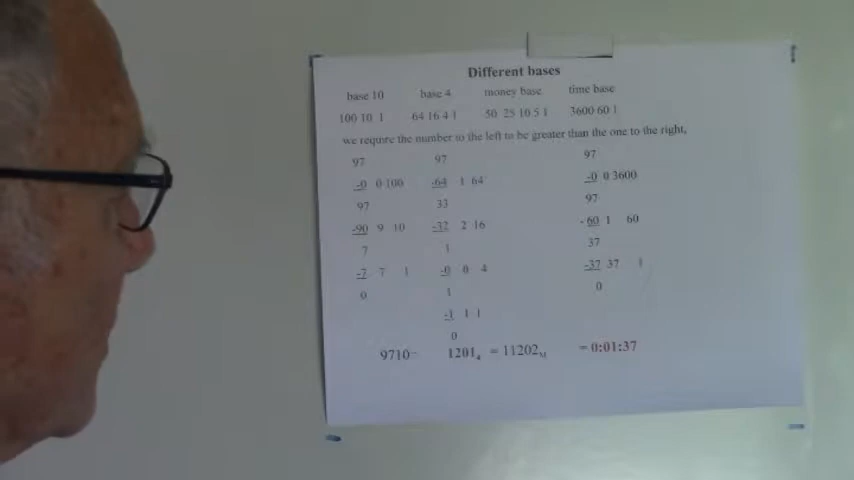 Different bases
base 10 base 4 money base time base
100 10 1 64 16 4 1 50 25 10 5 1 3600 60 1
we require the number to the left to be greater than the one to the right,
97 97 97
-0 0 100 -64 1 64 -0 0 3600
97 33 97
-90 9 10 -32 2 16 -60 1 60
7 1 37
-7 7 1 -0 0 4 -37 37 1
0 1 0
-1 1 1
0
9710= 1201₄ = 11202M = 0:01:37